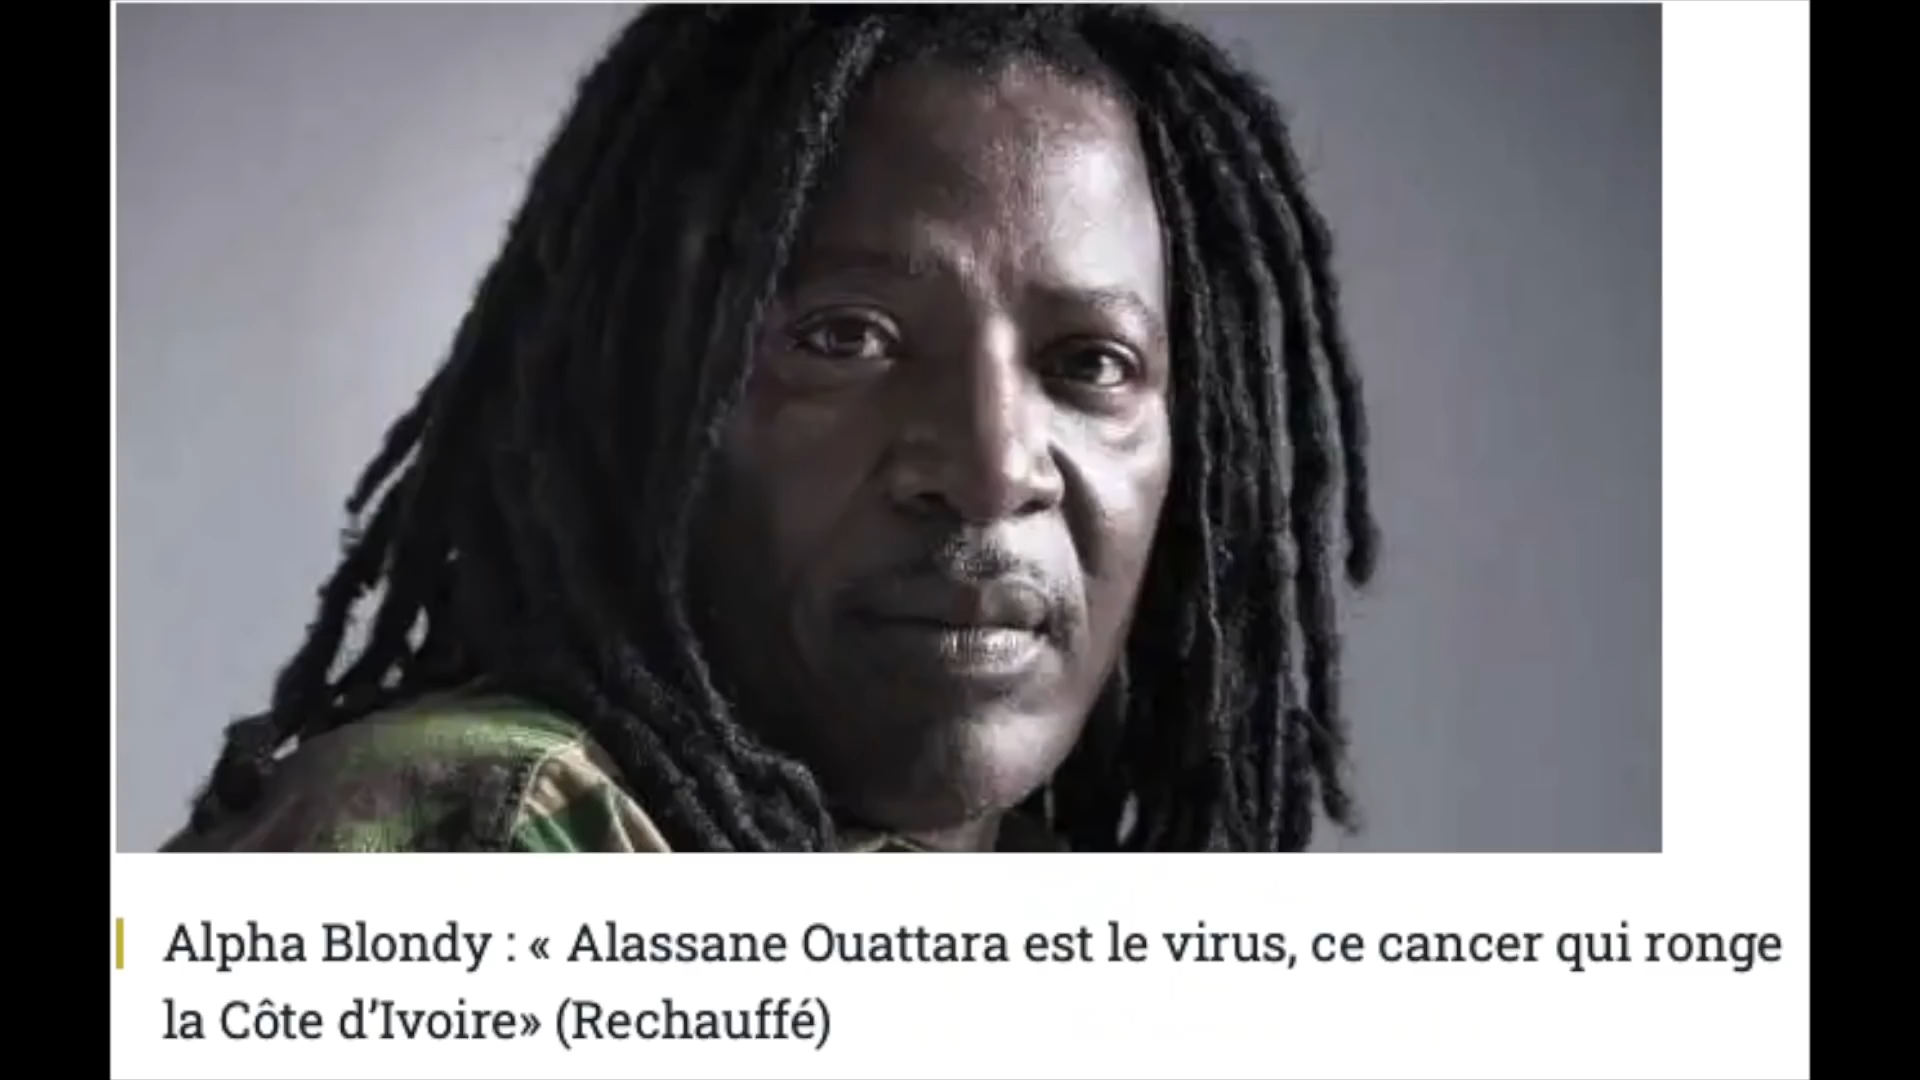 Alpha Blondy : « Alassane Ouattara est le virus, ce cancer qui ronge
la Côte d’Ivoire» (Rechauffé)